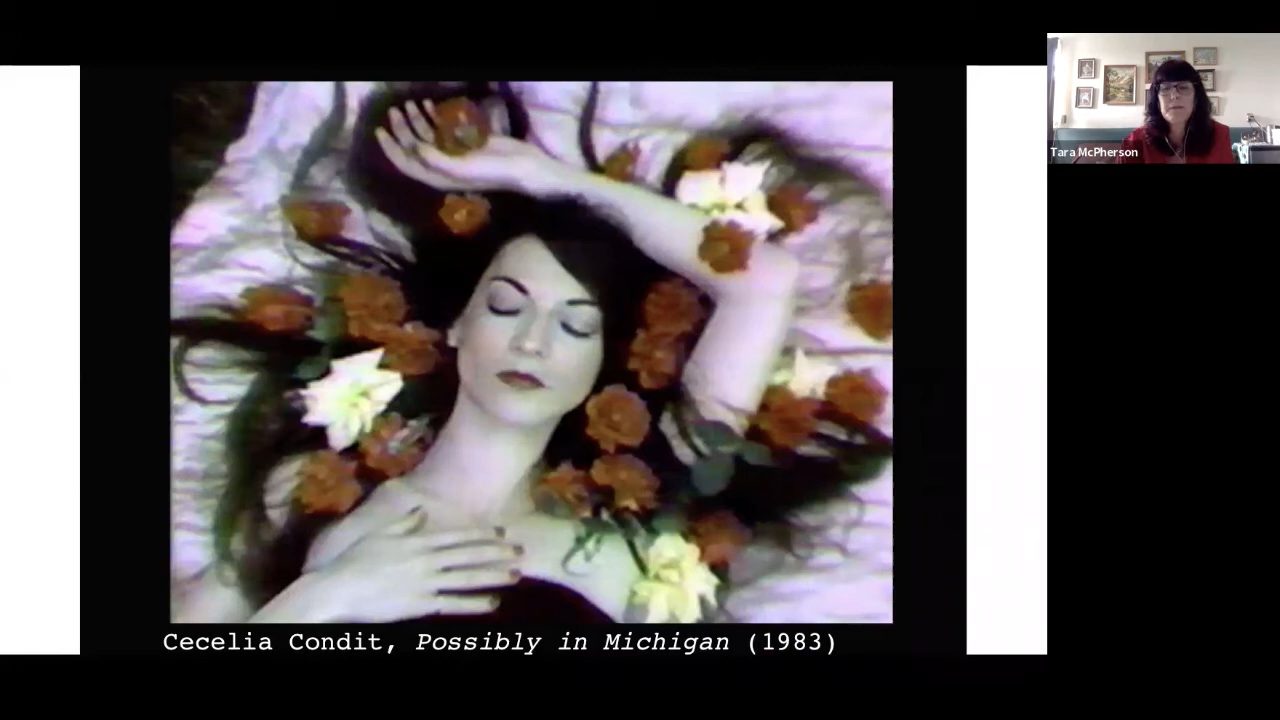 Tara McPherson
Cecelia Condit, Possibly in Michigan (1983)